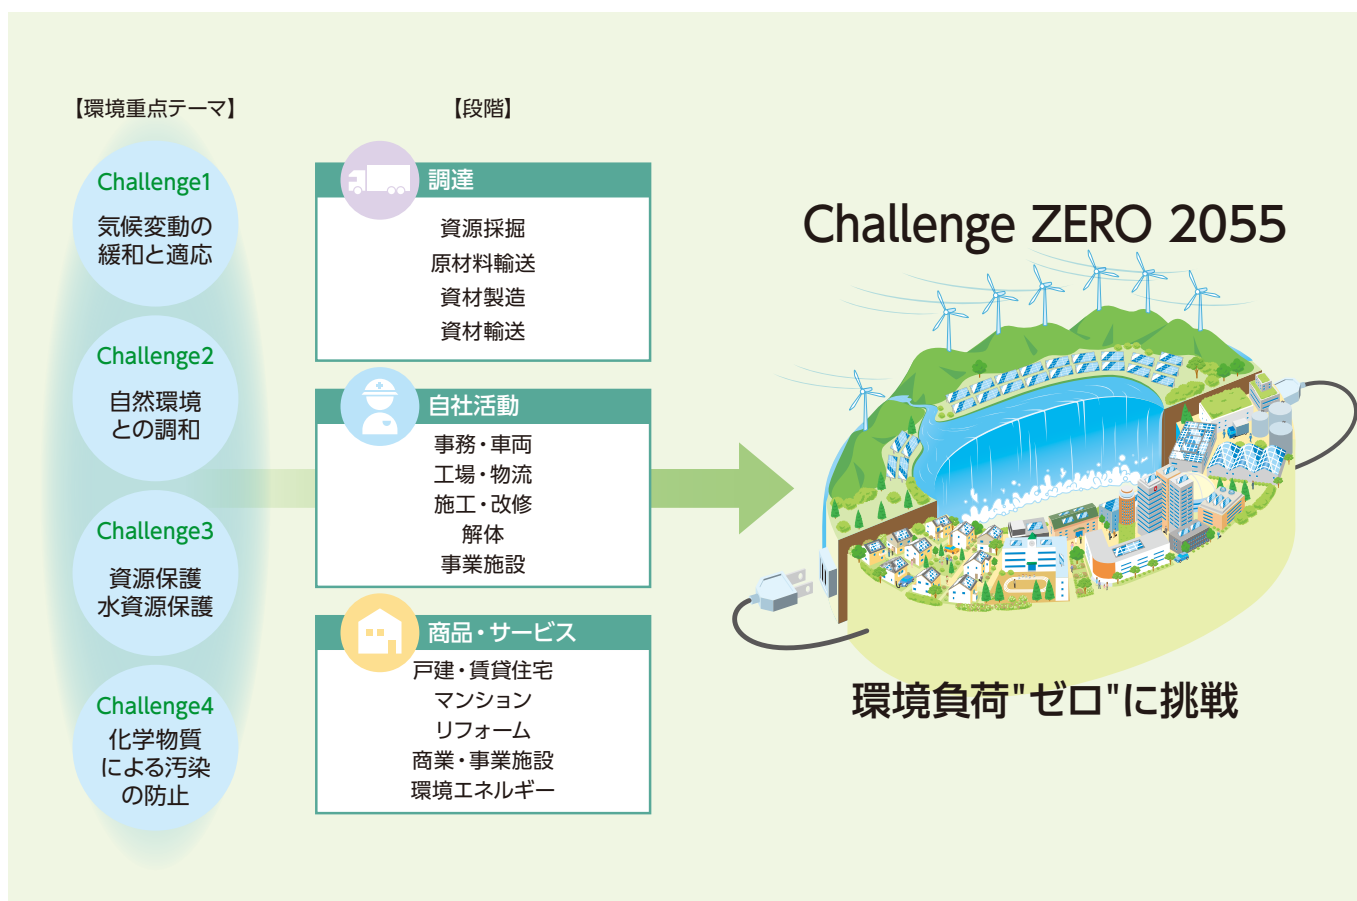 【環境重点テーマ】
Challenge1
気候変動の
緩和と適応
Challenge2
自然環境
との調和
Challenge3
資源保護
水資源保護
Challenge4
化学物質
による汚染
の防止
【段階】
調達
資源採掘
原材料輸送
資材製造
資材輸送
自社活動
事務・車両
工場・物流
施工・改修
解体
事業施設
商品・サービス
戸建・賃貸住宅
マンション
リフォーム
商業・事業施設
環境エネルギー
Challenge ZERO 2055
環境負荷"ゼロ"に挑戦